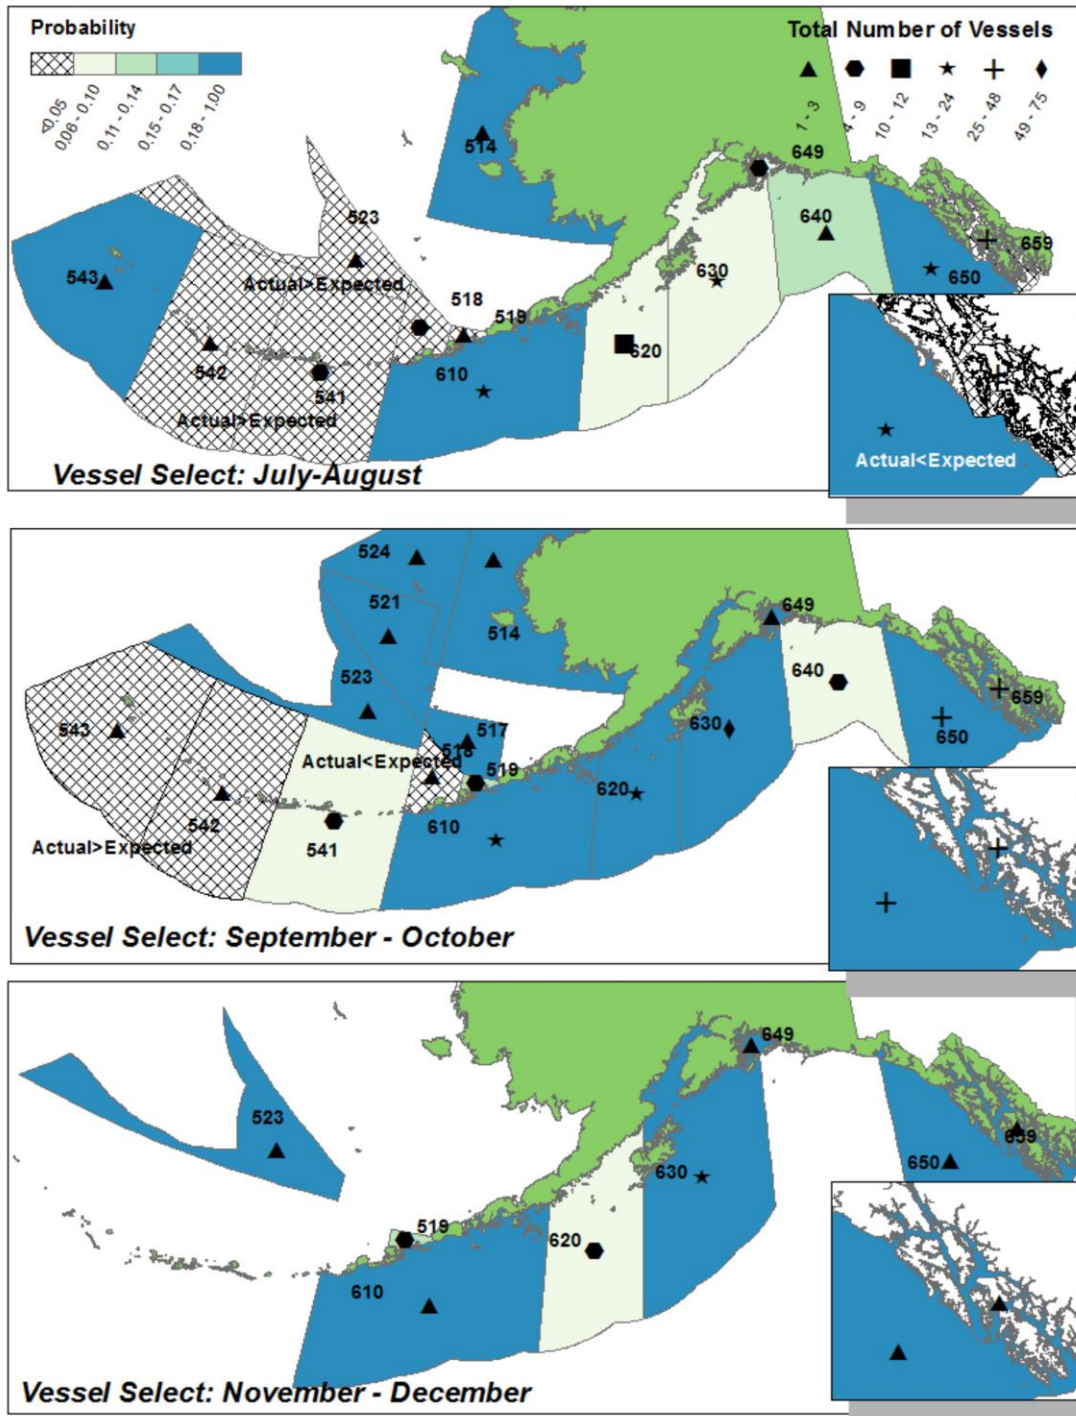 Probability
<0.05
0.06 - 0.10
0.11 - 0.14
0.15 - 0.17
0.18 - 1.00
Total Number of Vessels
1 - 3
4 - 9
10 - 12
13 - 24
25 - 48
49 - 75
514
649
523
640
659
543
Actual>Expected
630
650
518
519
542
541
610
620
Actual>Expected
Actual<Expected
Vessel Select: July-August
524
521
649
514
640
523
659
543
517
630
650
Actual<Expected
518
519
620
542
610
Actual>Expected
541
Vessel Select: September - October
649
523
659
650
630
519
620
610
Vessel Select: November - December